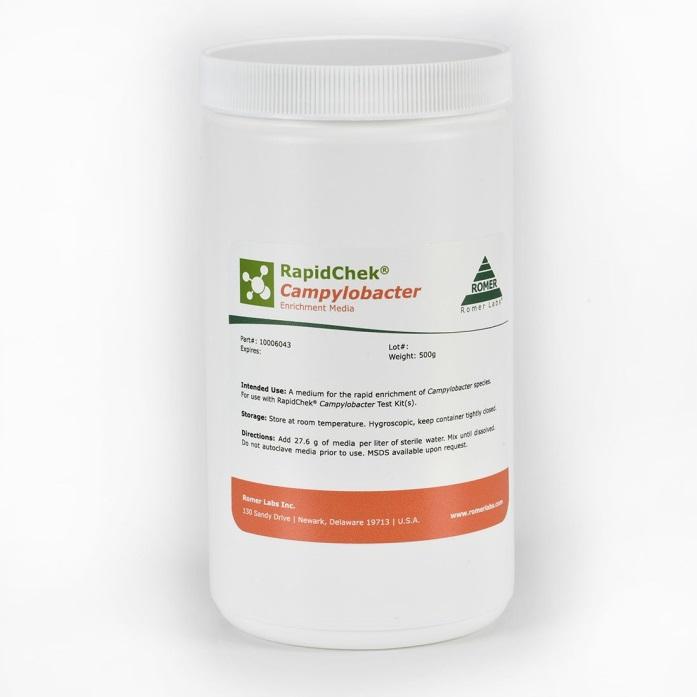 RapidChek®
Campylobacter
Enrichment Media
ROMER
Romer Labs®
Part#: 10006043
Expires:
Lot#:
Weight: 500g
Intended Use: A medium for the rapid enrichment of Campylobacter species.
For use with RapidChek® Campylobacter Test Kit(s).
Storage: Store at room temperature. Hygroscopic, keep container tightly closed.
Directions: Add 27.6 g of media per liter of sterile water. Mix until dissolved.
Do not autoclave media prior to use. MSDS available upon request.
Romer Labs Inc.
130 Sandy Drive | Newark, Delaware 19713 | U.S.A.
www.romerlabs.com